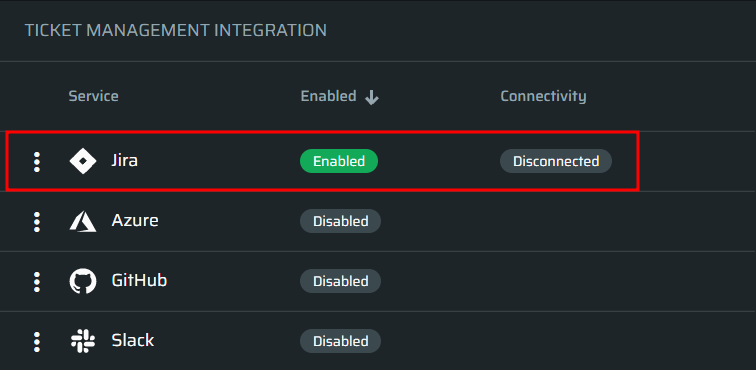 TICKET MANAGEMENT INTEGRATION
Service Enabled Connectivity
Jira Enabled Disconnected
Azure Disabled
GitHub Disabled
Slack Disabled